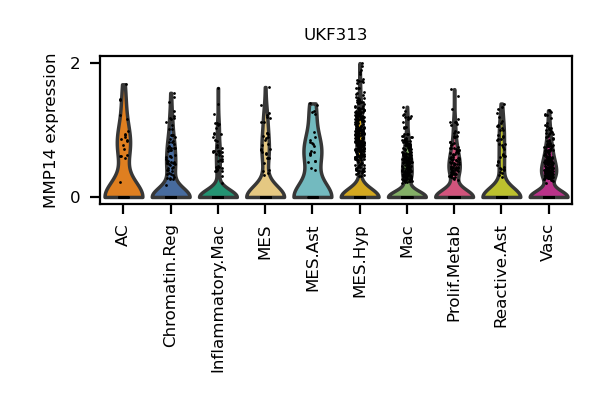 UKF313
MMP14 expression
2
0
AC
Chromatin.Reg
Inflammatory.Mac
MES
MES.Ast
MES.Hyp
Mac
Prolif.Metab
Reactive.Ast
Vasc